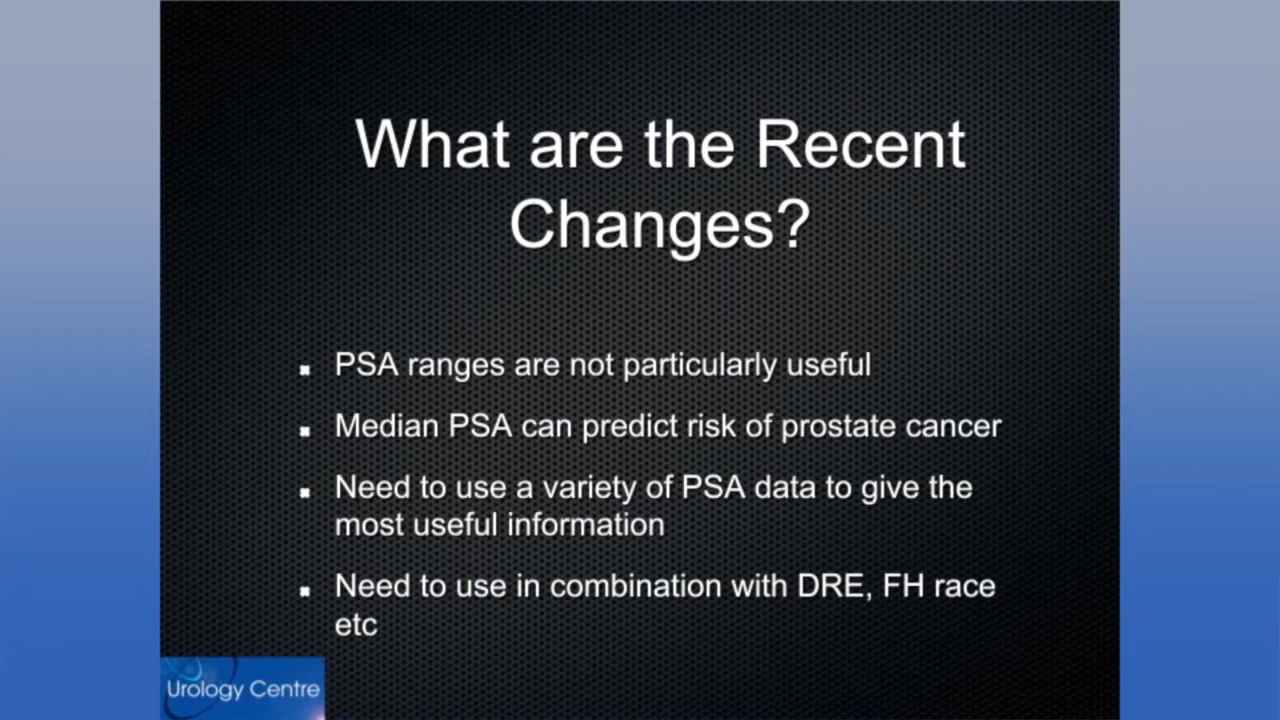 What are the Recent
Changes?
PSA ranges are not particularly useful
Median PSA can predict risk of prostate cancer
Need to use a variety of PSA data to give the
most useful information
Need to use in combination with DRE, FH race
etc
Urology Centre